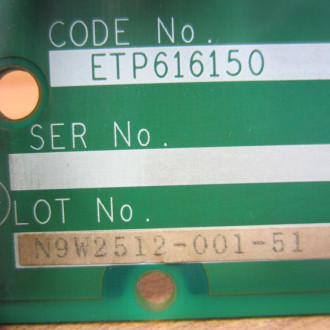 CODE No.
ETP616150
SER No.
LOT No.
N9W2512-001-51